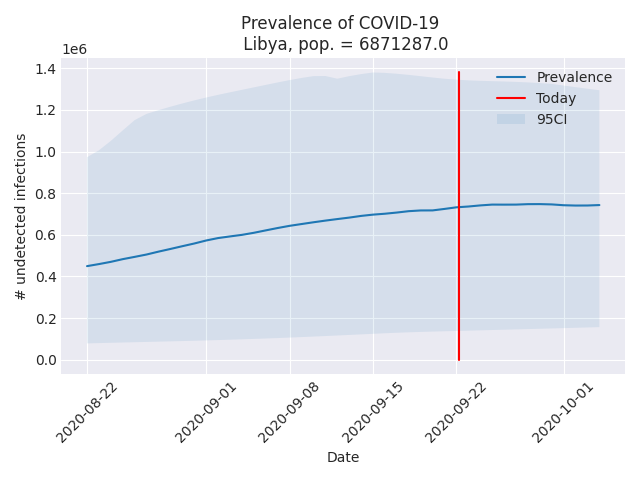 Prevalence of COVID-19
Libya, pop. = 6871287.0
1e6
1.4
1.2
1.0
0.8
0.6
0.4
0.2
0.0
# undetected infections
Prevalence
Today
95CI
2020-08-22
2020-09-01
2020-09-08
2020-09-15
2020-09-22
2020-10-01
Date